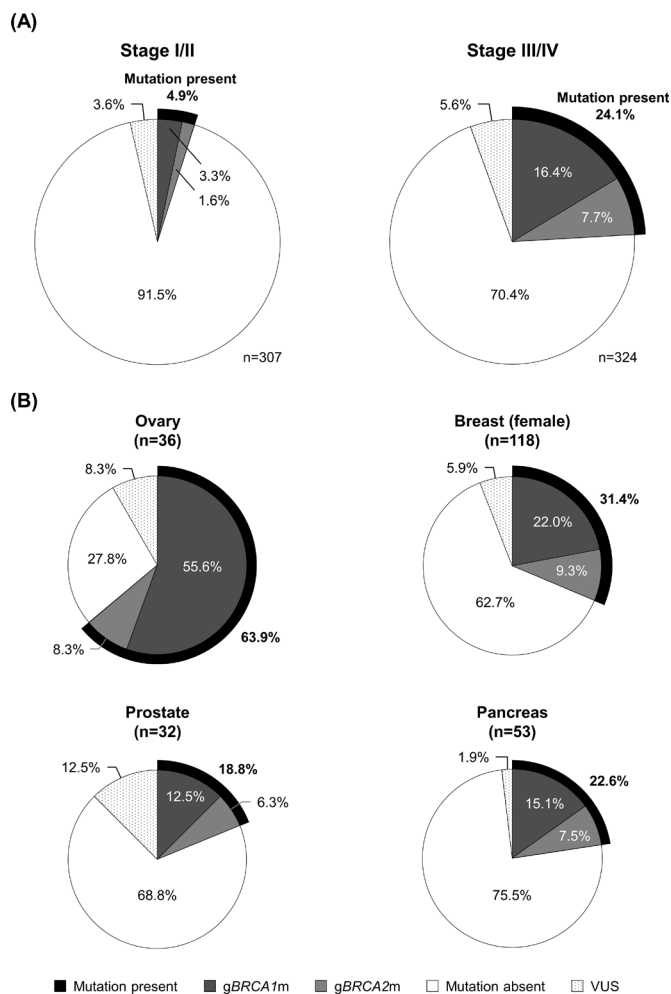 (A)
Stage I/II
Mutation present
4.9%
3.6%
3.3%
1.6%
91.5%
n=307
Stage III/IV
Mutation present
24.1%
5.6%
16.4%
7.7%
70.4%
n=324
(B)
Ovary
(n=36)
8.3%
27.8%
55.6%
63.9%
8.3%
Breast (female)
(n=118)
5.9%
31.4%
22.0%
9.3%
62.7%
Prostate
(n=32)
12.5%
18.8%
12.5%
6.3%
68.8%
Pancreas
(n=53)
1.9%
22.6%
15.1%
7.5%
75.5%
Mutation present
gBRCA1m
gBRCA2m
Mutation absent
VUS